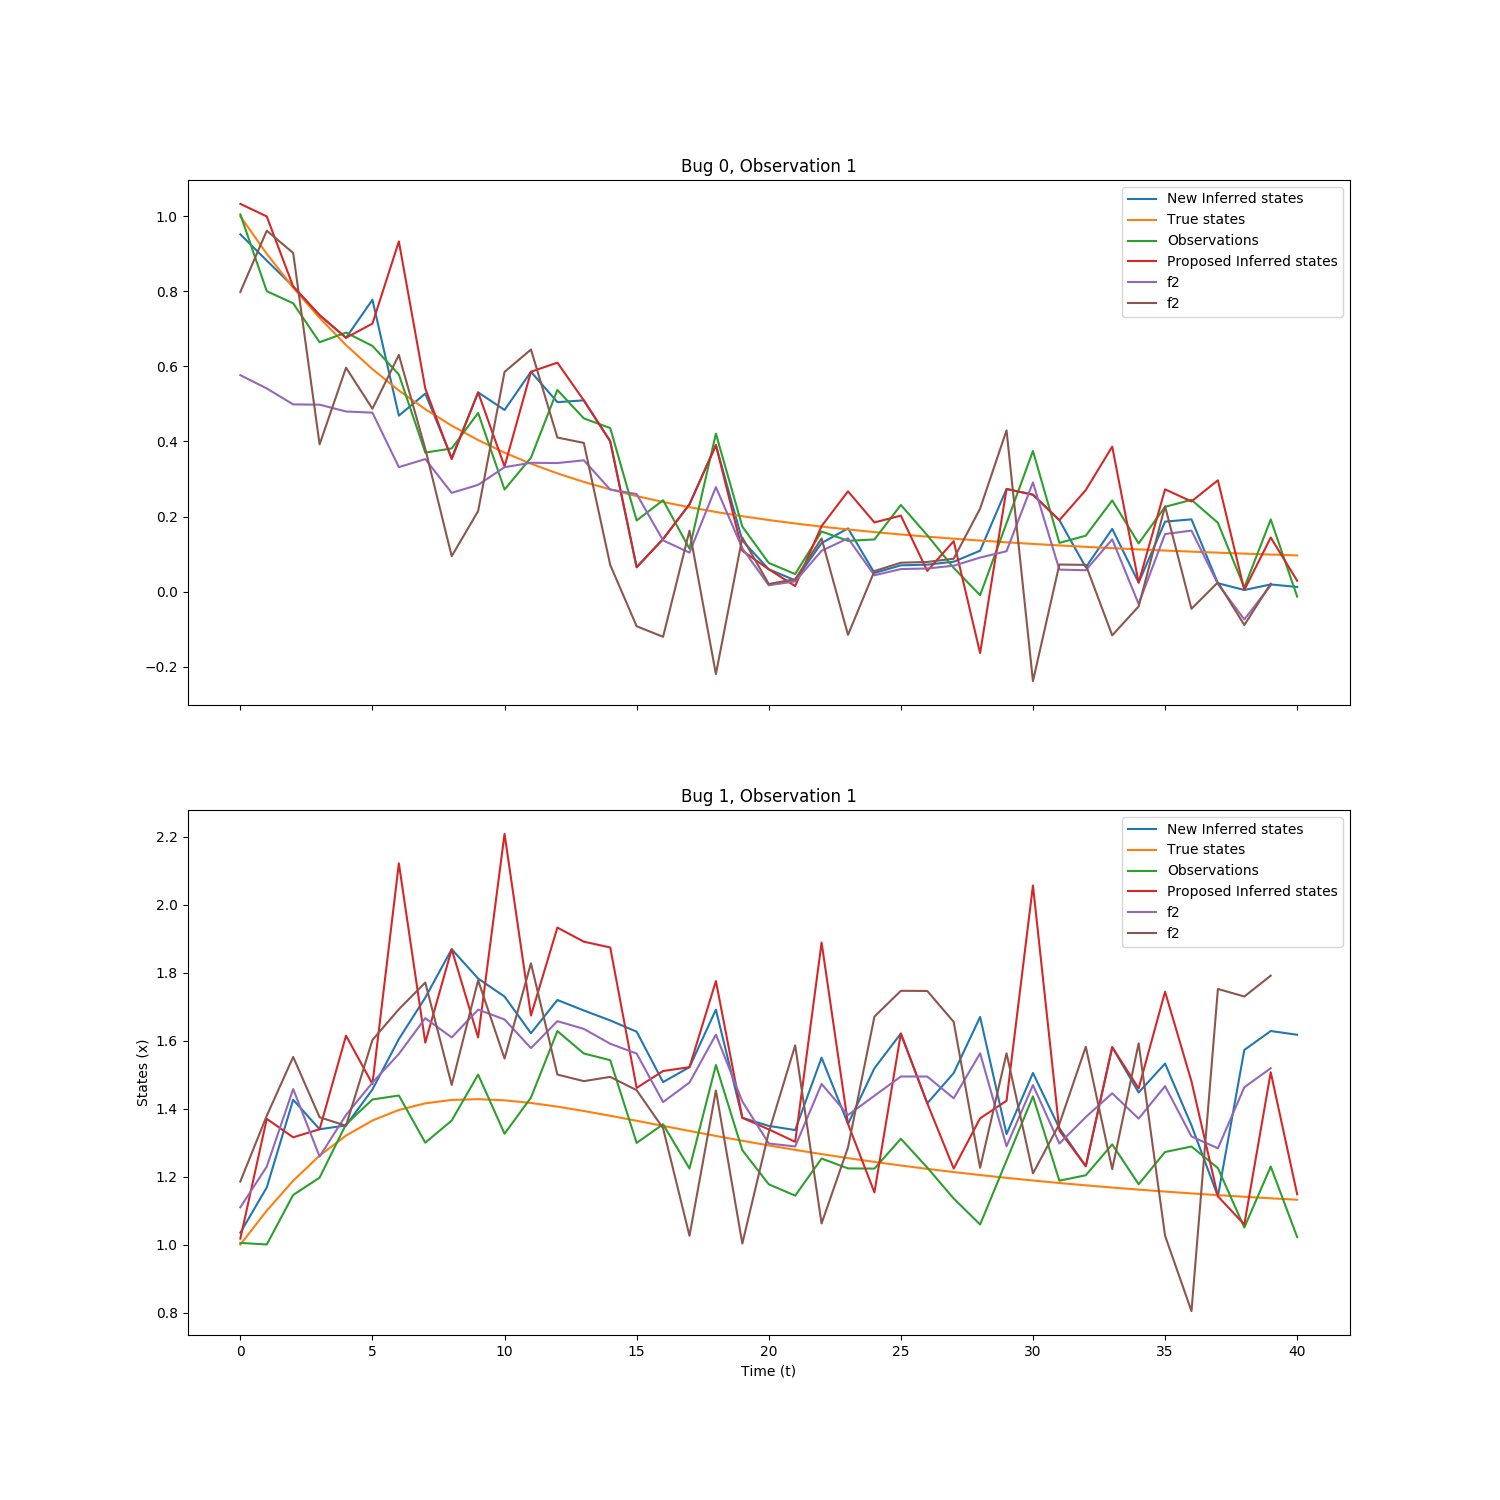 Bug 0, Observation 1
1.0
0.8
0.6
0.4
0.2
0.0
−0.2
New Inferred states
True states
Observations
Proposed Inferred states
f2
f2
Bug 1, Observation 1
2.2
2.0
1.8
1.6
1.4
1.2
1.0
0.8
States (x)
New Inferred states
True states
Observations
Proposed Inferred states
f2
f2
0 5 10 15 20 25 30 35 40
Time (t)